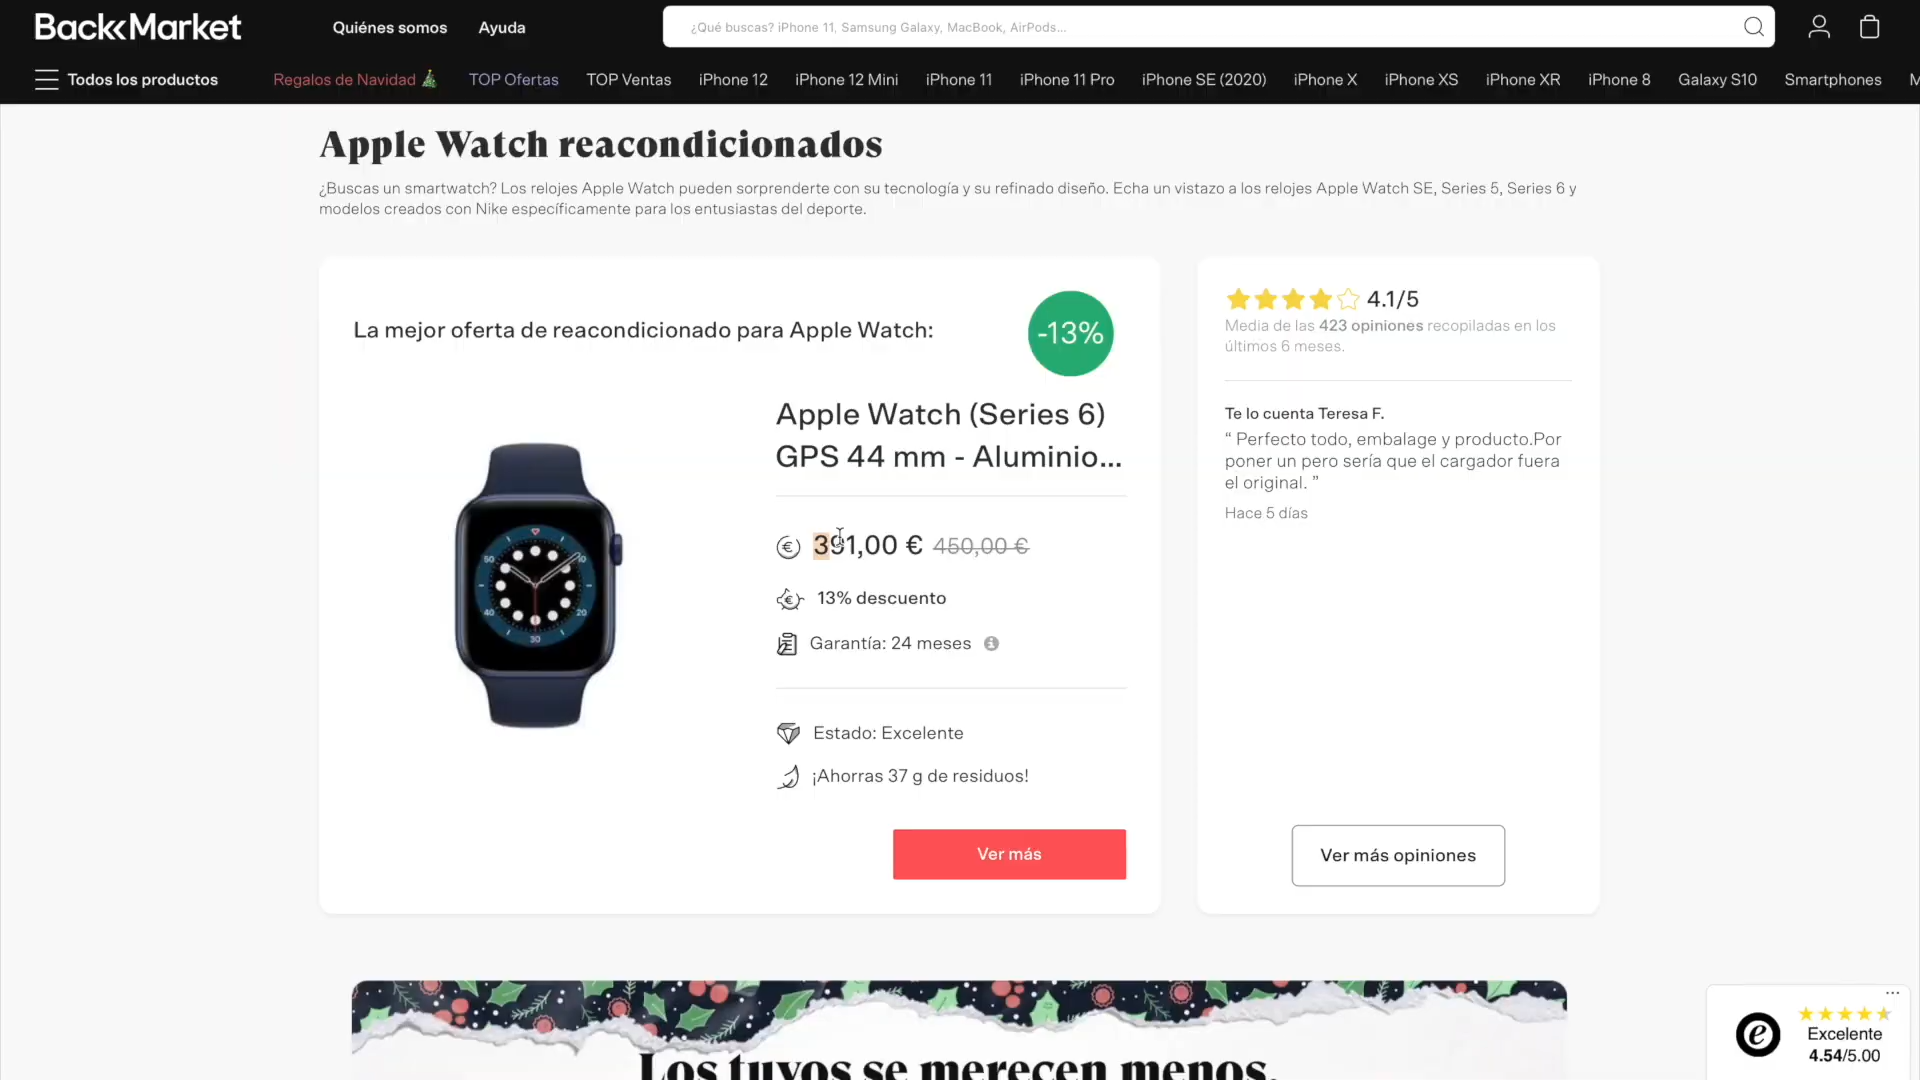 BackMarket
Quiénes somos
Ayuda
¿Qué buscas? iPhone 11, Samsung Galaxy, MacBook, AirPods...
Todos los productos
Regalos de Navidad 🎄
TOP Ofertas
TOP Ventas
iPhone 12
iPhone 12 Mini
iPhone 11
iPhone 11 Pro
iPhone SE (2020)
iPhone X
iPhone XS
iPhone XR
iPhone 8
Galaxy S10
Smartphones
Apple Watch reacondicionados
¿Buscas un smartwatch? Los relojes Apple Watch pueden sorprenderte con su tecnología y su refinado diseño. Echa un vistazo a los relojes Apple Watch SE, Series 5, Series 6 y
modelos creados con Nike específicamente para los entusiastas del deporte.
La mejor oferta de reacondicionado para Apple Watch:
-13%
Apple Watch (Series 6)
GPS 44 mm - Aluminio...
391,00 € 450,00 €
13% descuento
Garantía: 24 meses
Estado: Excelente
¡Ahorras 37 g de residuos!
Ver más
4.1/5
Media de las 423 opiniones recopiladas en los
últimos 6 meses.
Te lo cuenta Teresa F.
“ Perfecto todo, embalage y producto.Por
poner un pero sería que el cargador fuera
el original. ”
Hace 5 días
Ver más opiniones
Los tuyos se merecen menos.
Excelente
4.54/5.00